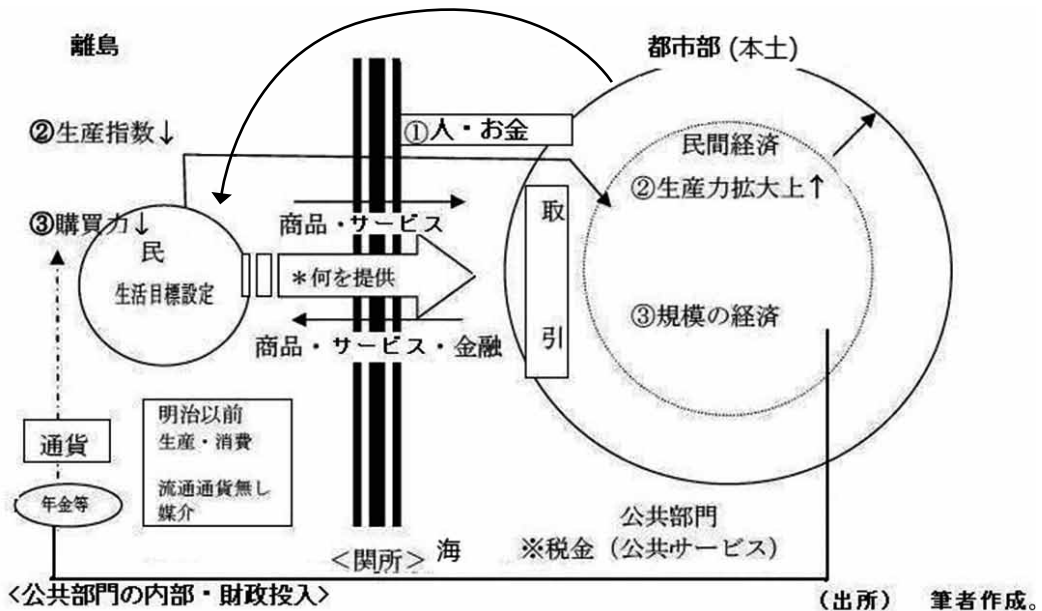 離島
都市部 (本土)
②生産指数↓
①人・お金
民間経済
②生産力拡大上↑
③購買力↓
商品・サービス
取
民
生活目標設定
＊何を提供
③規模の経済
引
商品・サービス・金融
明治以前
生産・消費
通貨
流通通貨無し
媒介
年金等
公共部門
※税金（公共サービス）
＜関所＞ 海
<公共部門の内部・財政投入>
（出所） 筆者作成。